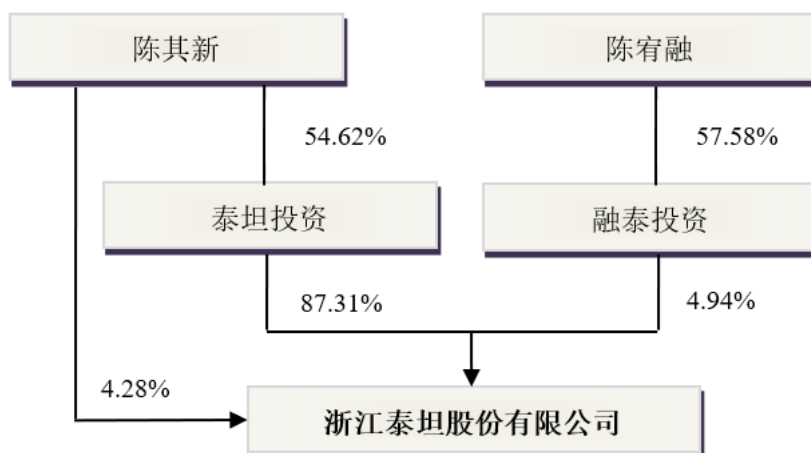 陈其新
陈宥融
54.62%
57.58%
泰坦投资
融泰投资
87.31%
4.94%
4.28%
浙江泰坦股份有限公司